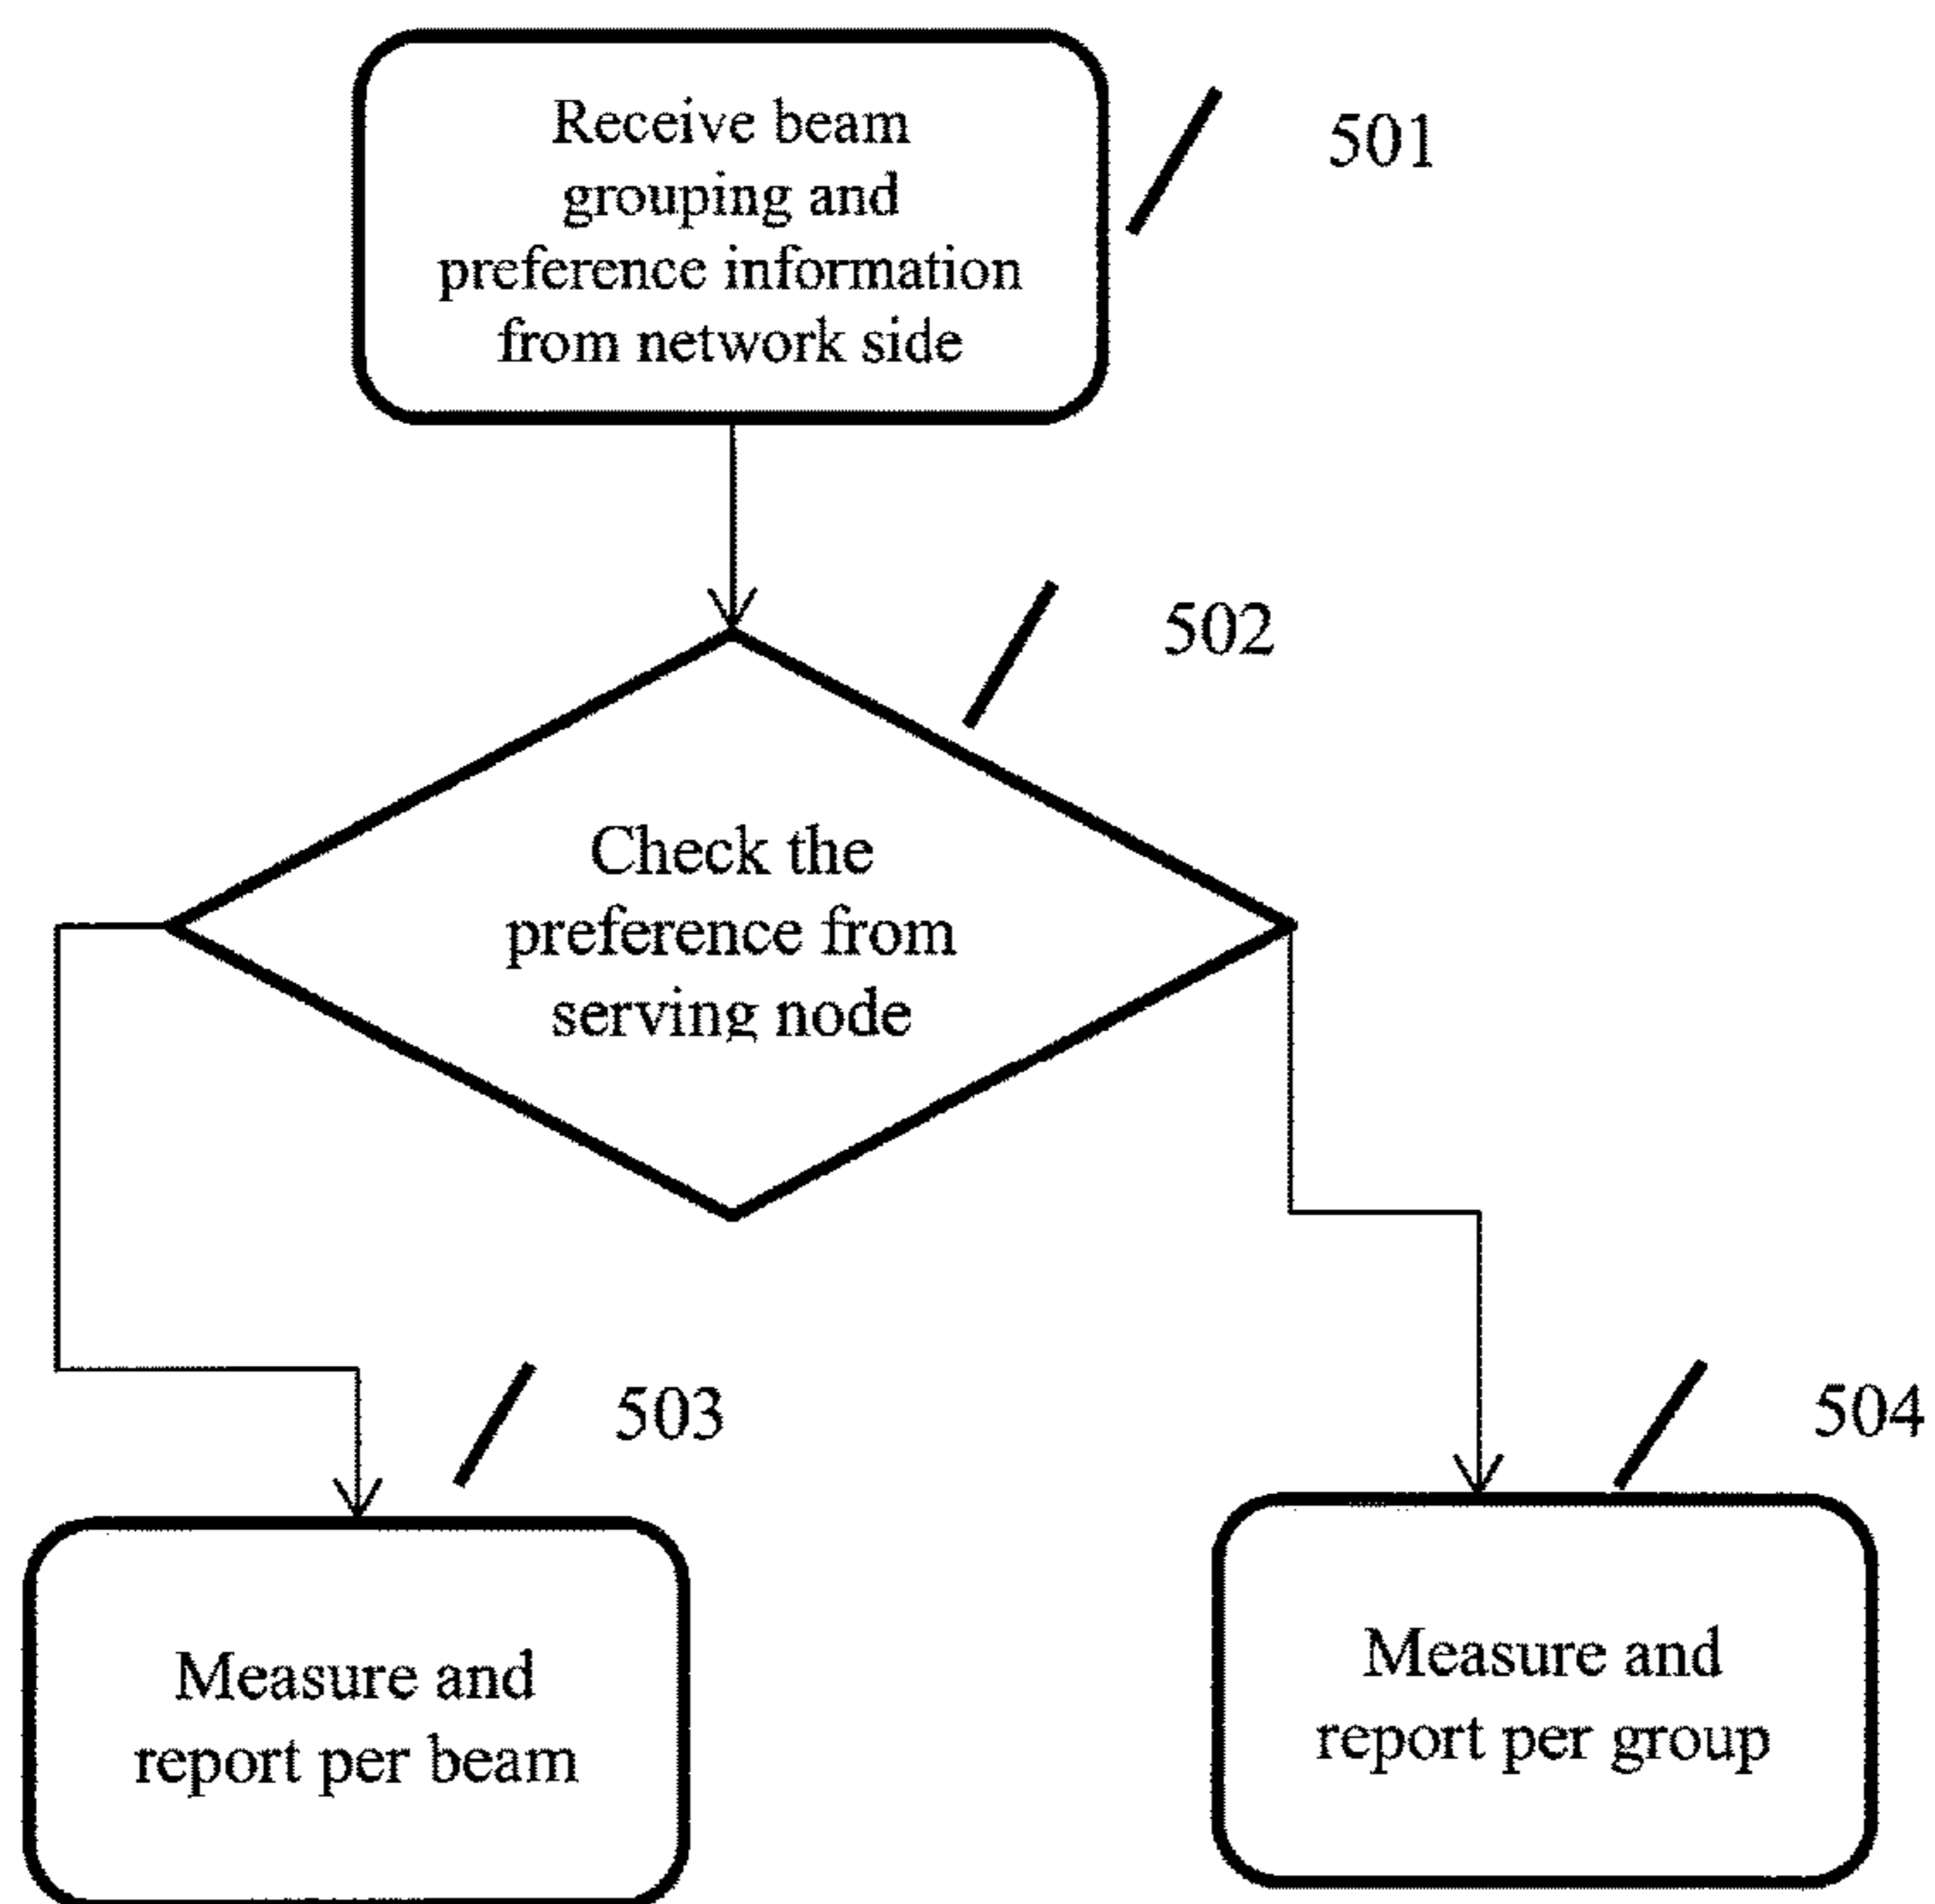 Receive beam
grouping and
preference information
from network side
501
502
Check the
preference from
serving node
503
504
Measure and
report per beam
Measure and
report per group